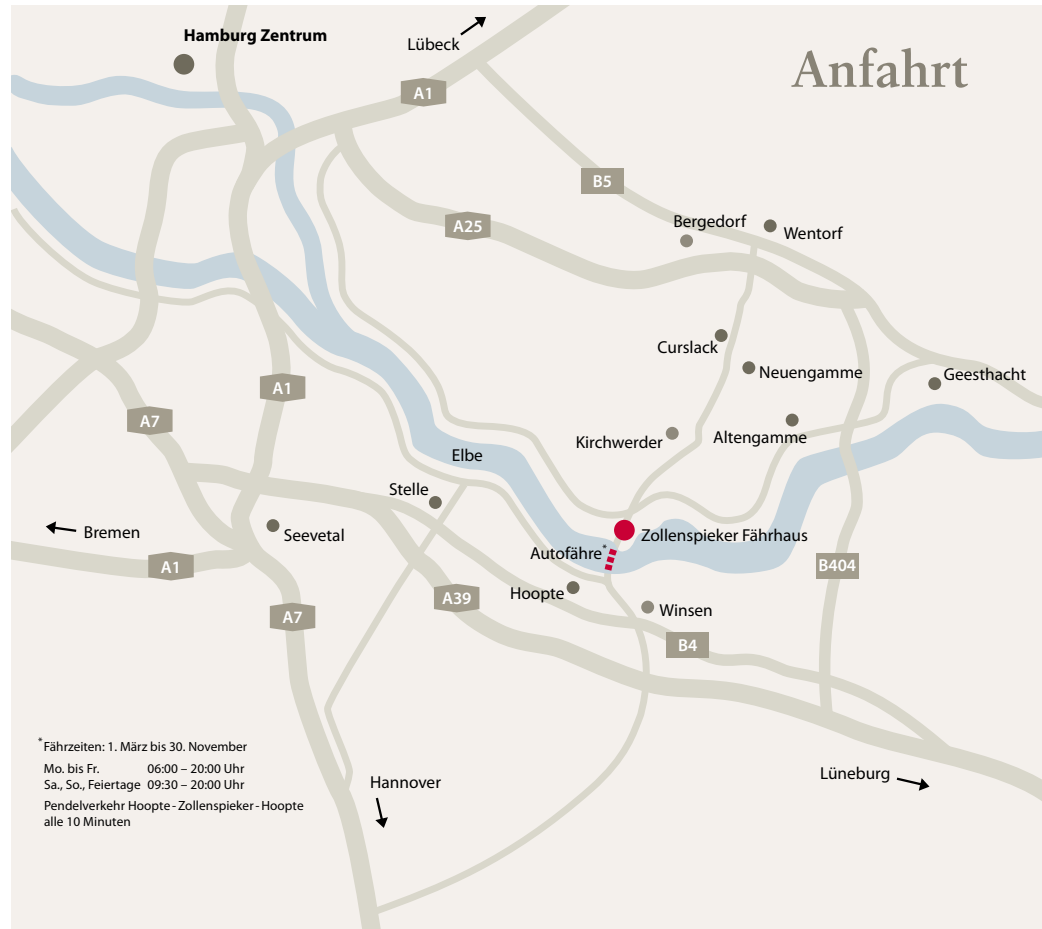 Hamburg Zentrum
Lübeck
Anfahrt
A1
B5
A25
Bergedorf
Wentorf
Curslack
Neuengamme
Geesthacht
A1
A7
Kirchwerder
Altengamme
Elbe
Stelle
Bremen
Seevetal
Zollenspieker Fährhaus
Autofähre*
A1
B404
Hoopte
A39
Winsen
A7
B4
*Fährzeiten: 1. März bis 30. November
Mo. bis Fr. 06:00 – 20:00 Uhr
Sa., So., Feiertage 09:30 – 20:00 Uhr
Pendelverkehr Hoopte - Zollenspieker - Hoopte
alle 10 Minuten
Hannover
Lüneburg